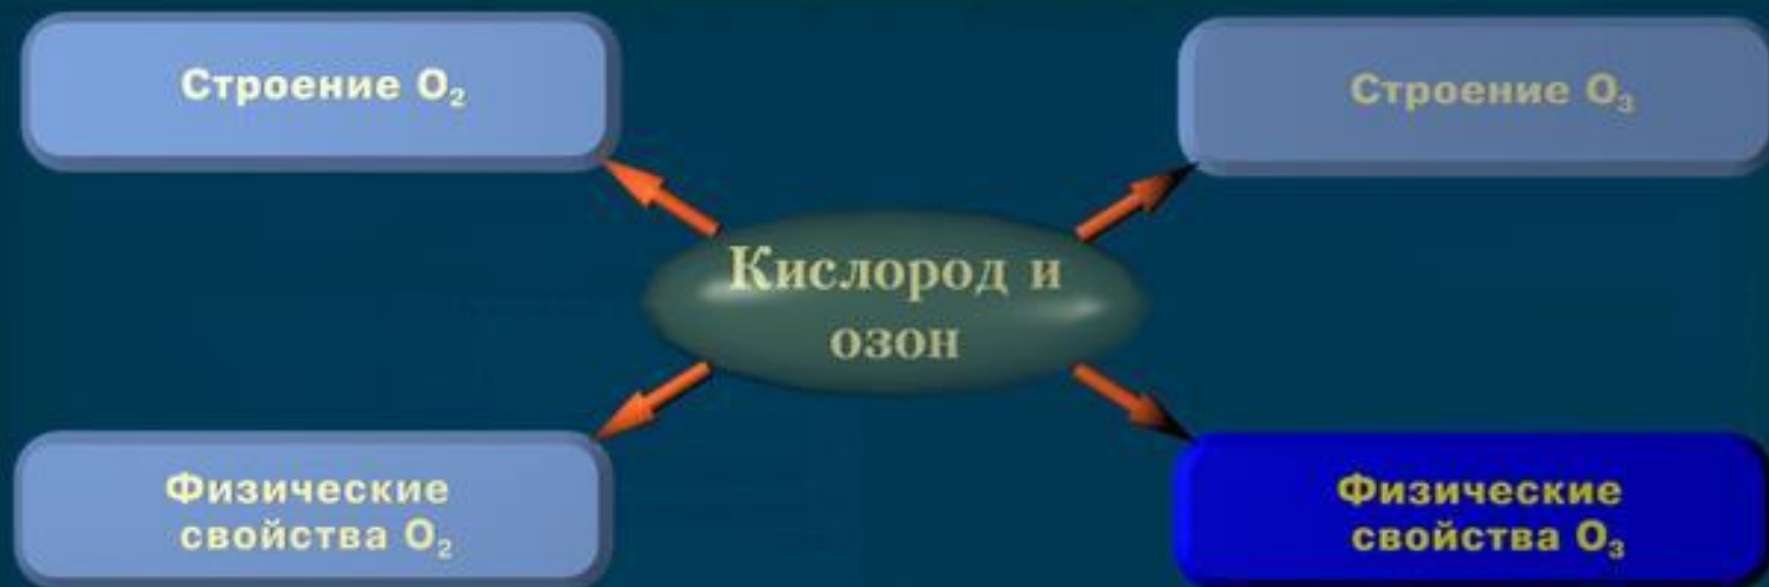 Строение O₂
Строение O₃
Кислород и
озон
Физические
свойства O₂
Физические
свойства O₃